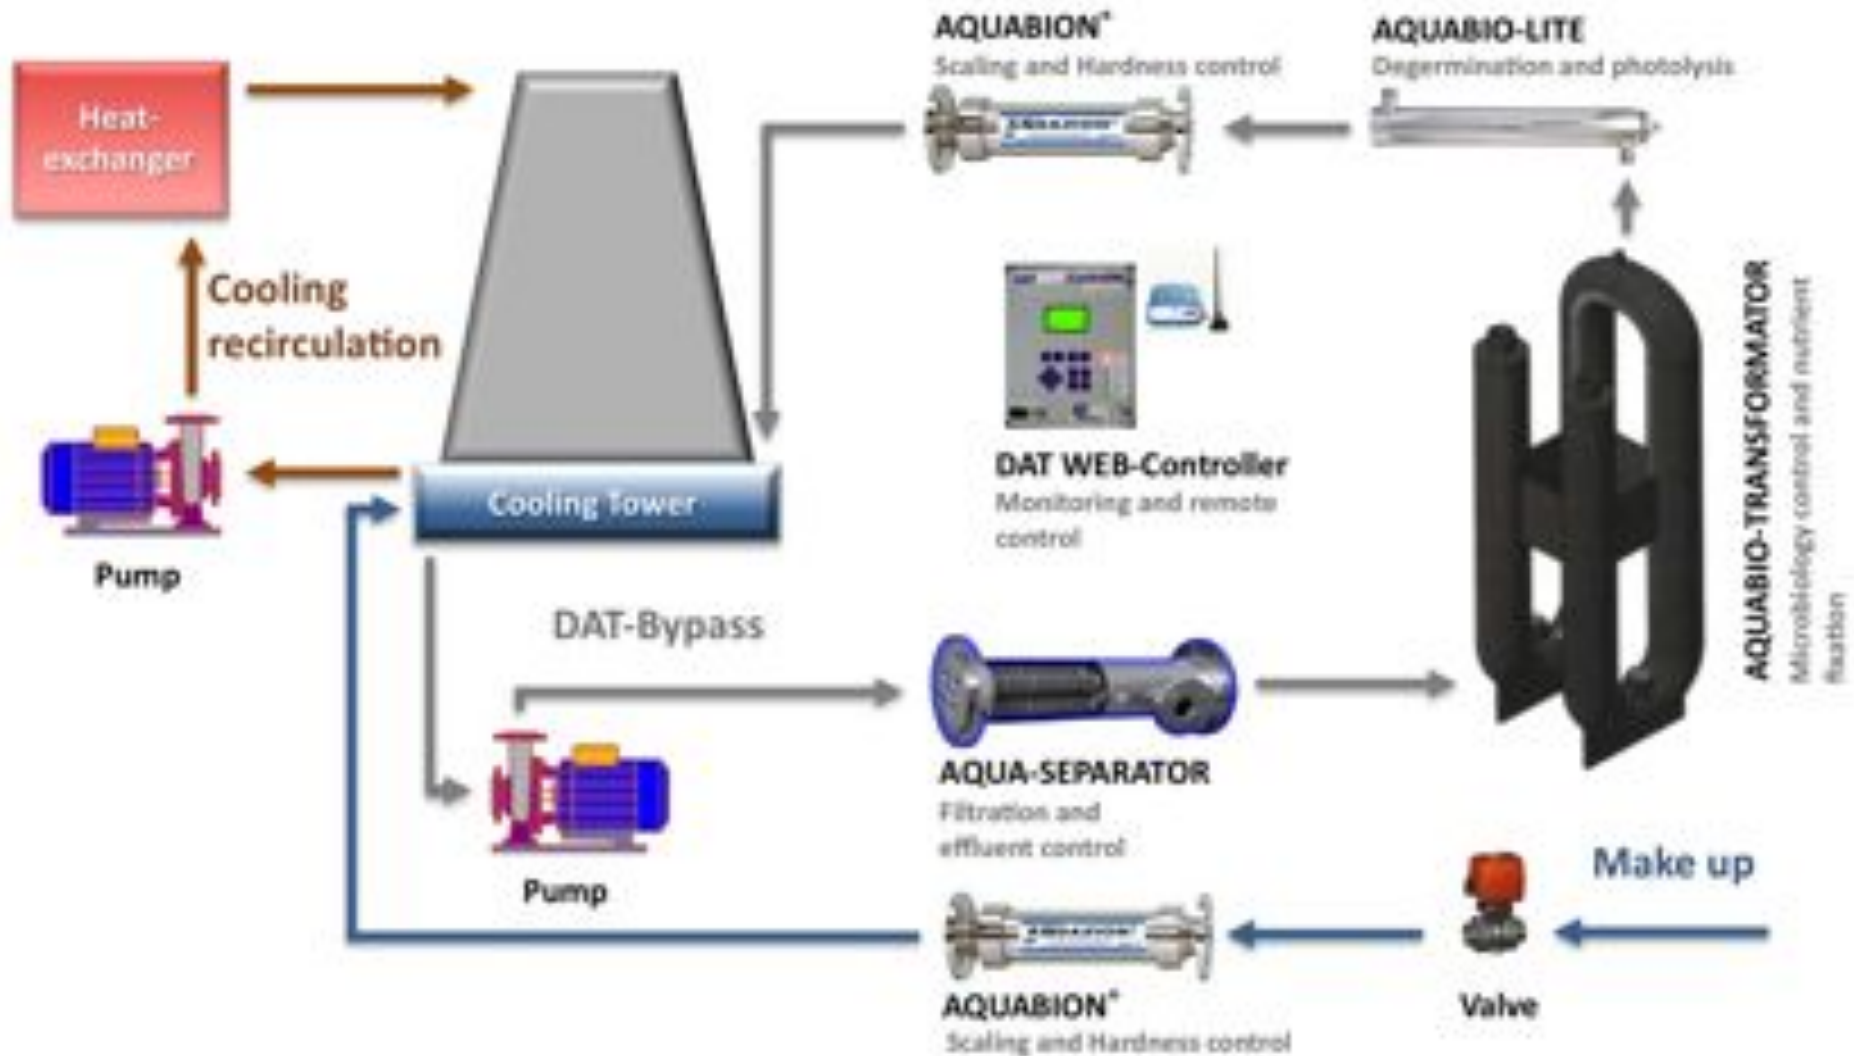 AQUABION®
Scaling and Hardness control
AQUABIO-LITE
Degermination and photolysis
Heat-
exchanger
Cooling
recirculation
AQUABION
DAT WEB-Controller
Monitoring and remote
control
AQUABIO-TRANSFORMATOR
Microbiology control and nutrient
fixation
Cooling Tower
Pump
DAT-Bypass
AQUA-SEPARATOR
Filtration and
effluent control
Pump
Make up
AQUABION
AQUABION®
Scaling and Hardness control
Valve